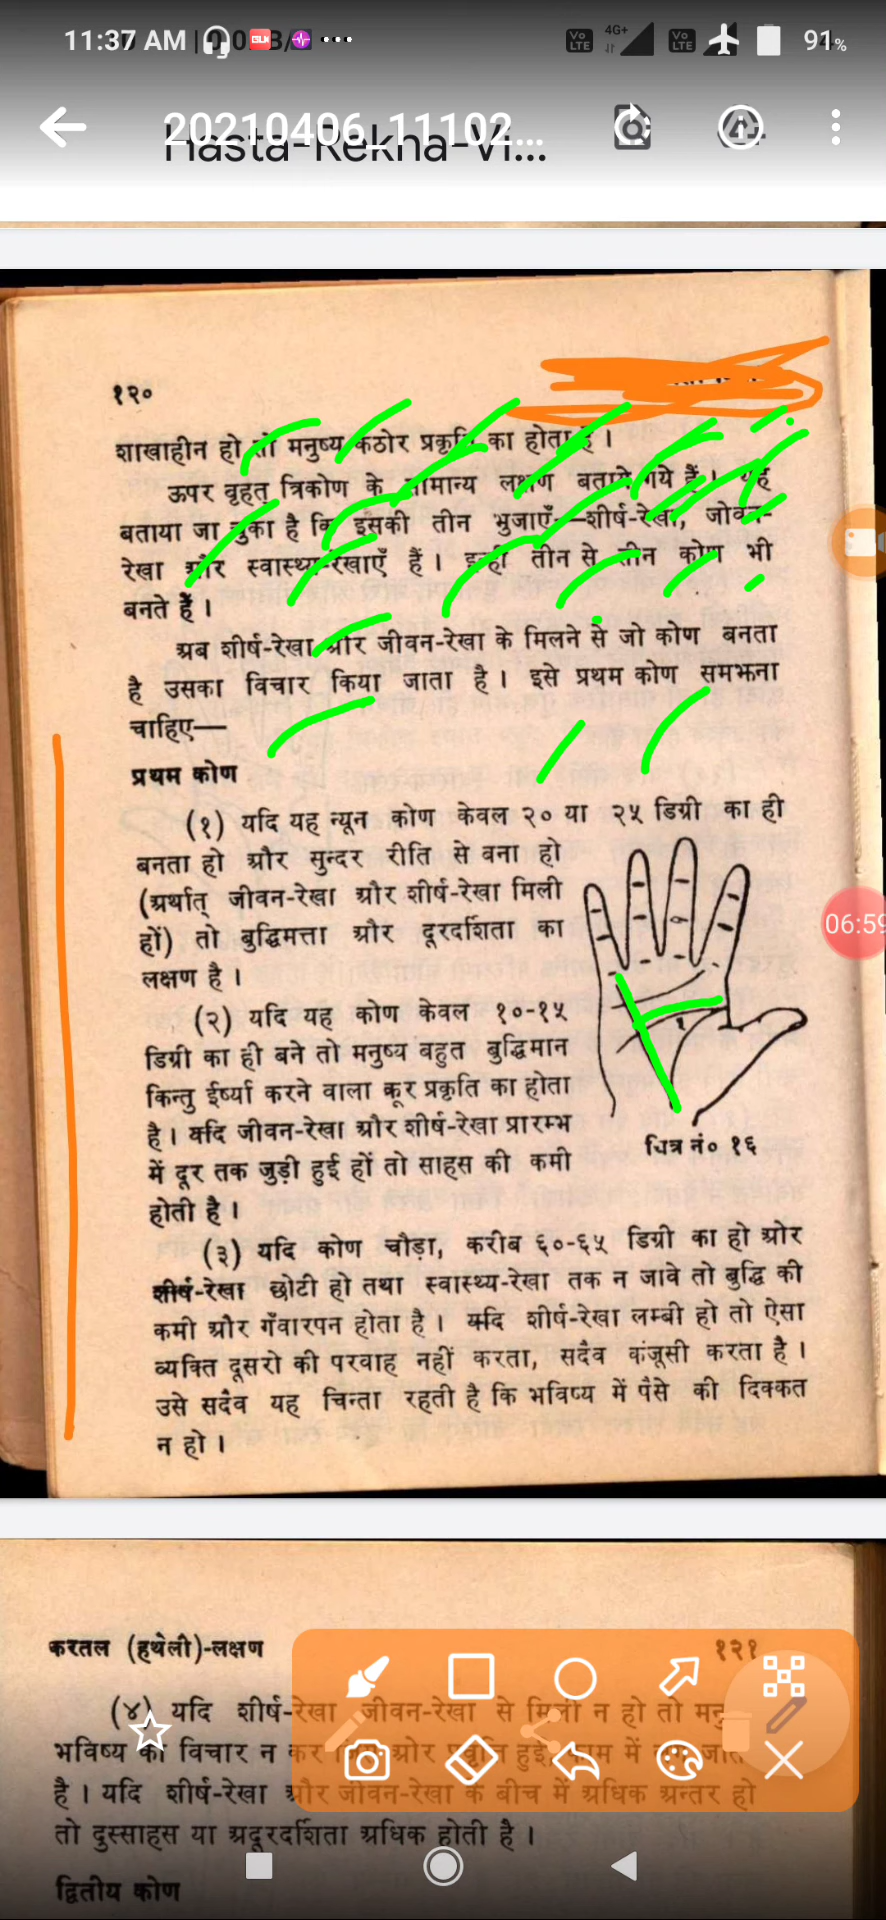 11:37 AM
4G+
91%
20210406_11102...
Hasta-Rekha-Vi...
१२०
शाखाहीन हो तो मनुष्य कठोर प्रकृति का होता है ।
ऊपर वृहत् त्रिकोण के सामान्य लक्षण बताये गये हैं । यह
बताया जा चुका है कि इसकी तीन भुजाएँ—शीर्ष-रेखा, जीवन-
रेखा और स्वास्थ्य-रेखाएँ हैं । इन्हीं तीन से तीन कोण भी
बनते हैं ।
अब शीर्ष-रेखा और जीवन-रेखा के मिलने से जो कोण बनता
है उसका विचार किया जाता है । इसे प्रथम कोण समझना
चाहिए—
प्रथम कोण
(१) यदि यह न्यून कोण केवल २० या २५ डिग्री का ही
बनता हो और सुन्दर रीति से बना हो
(अर्थात् जीवन-रेखा और शीर्ष-रेखा मिली
हों) तो बुद्धिमत्ता और दूरदर्शिता का
लक्षण है ।
(२) यदि यह कोण केवल १०-१५
डिग्री का ही बने तो मनुष्य बहुत बुद्धिमान
किन्तु ईर्ष्या करने वाला क्रूर प्रकृति का होता
है । यदि जीवन-रेखा और शीर्ष-रेखा प्रारम्भ
में दूर तक जुड़ी हुई हों तो साहस की कमी
होती है ।
चित्र नं० १६
06:59
(३) यदि कोण चौड़ा, करीब ६०-६५ डिग्री का हो और
शीर्ष-रेखा छोटी हो तथा स्वास्थ्य-रेखा तक न जावे तो बुद्धि की
कमी और गँवारपन होता है । यदि शीर्ष-रेखा लम्बी हो तो ऐसा
व्यक्ति दूसरो की परवाह नहीं करता, सदैव कंजूसी करता है ।
उसे सदैव यह चिन्ता रहती है कि भविष्य में पैसे की दिक्कत
न हो ।
करतल (हथेली)-लक्षण १२१
(४) यदि शीर्ष-रेखा जीवन-रेखा से मिली न हो तो
भविष्य का विचार न कर ओर प्रवृत्ति हुई, काम में
है । यदि शीर्ष-रेखा और जीवन-रेखा के बीच में अधिक अन्तर हो
तो दुस्साहस या अदूरदर्शिता अधिक होती है ।
द्वितीय कोण